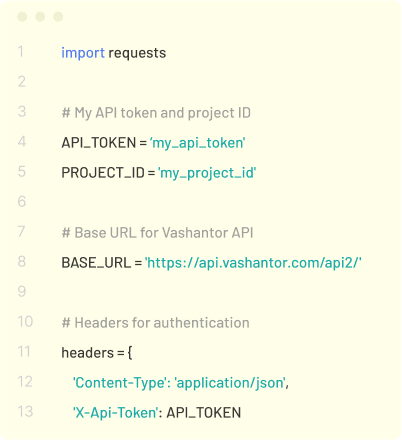 1 import requests
2
3 # My API token and project ID
4 API_TOKEN = 'my_api_token'
5 PROJECT_ID = 'my_project_id'
6
7 # Base URL for Vashantor API
8 BASE_URL = 'https://api.vashantor.com/api2/'
9
10 # Headers for authentication
11 headers = {
12 'Content-Type': 'application/json',
13 'X-Api-Token': API_TOKEN